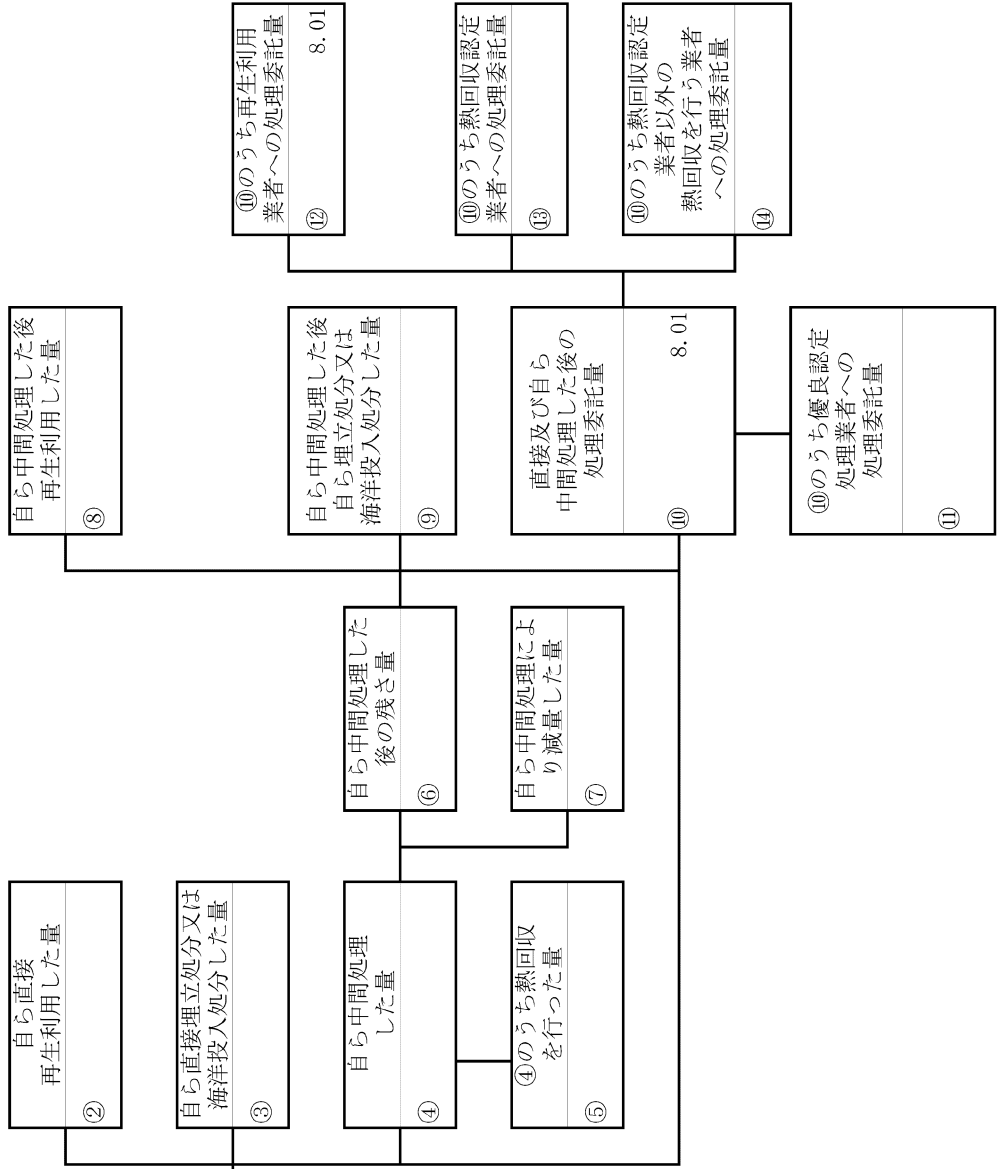 自ら直接
再生利用した量
②
自ら直接埋立処分又は
海洋投入処分した量
③
自ら中間処理
した量
④
④のうち熱回収
を行った量
⑤
自ら中間処理した
後の残さ量
⑥
自ら中間処理によ
り減量した量
⑦
自ら中間処理した後
再生利用した量
⑧
自ら中間処理した後
自ら埋立処分又は
海洋投入処分した量
⑨
直接及び自ら
中間処理した後の
処理委託量
⑩ 8.01
⑩のうち優良認定
処理業者への
処理委託量
⑪
⑩のうち再生利用
業者への処理委託量
⑫ 8.01
⑩のうち熱回収認定
業者への処理委託量
⑬
⑩のうち熱回収認定
業者以外の
熱回収を行う業者
への処理委託量
⑭